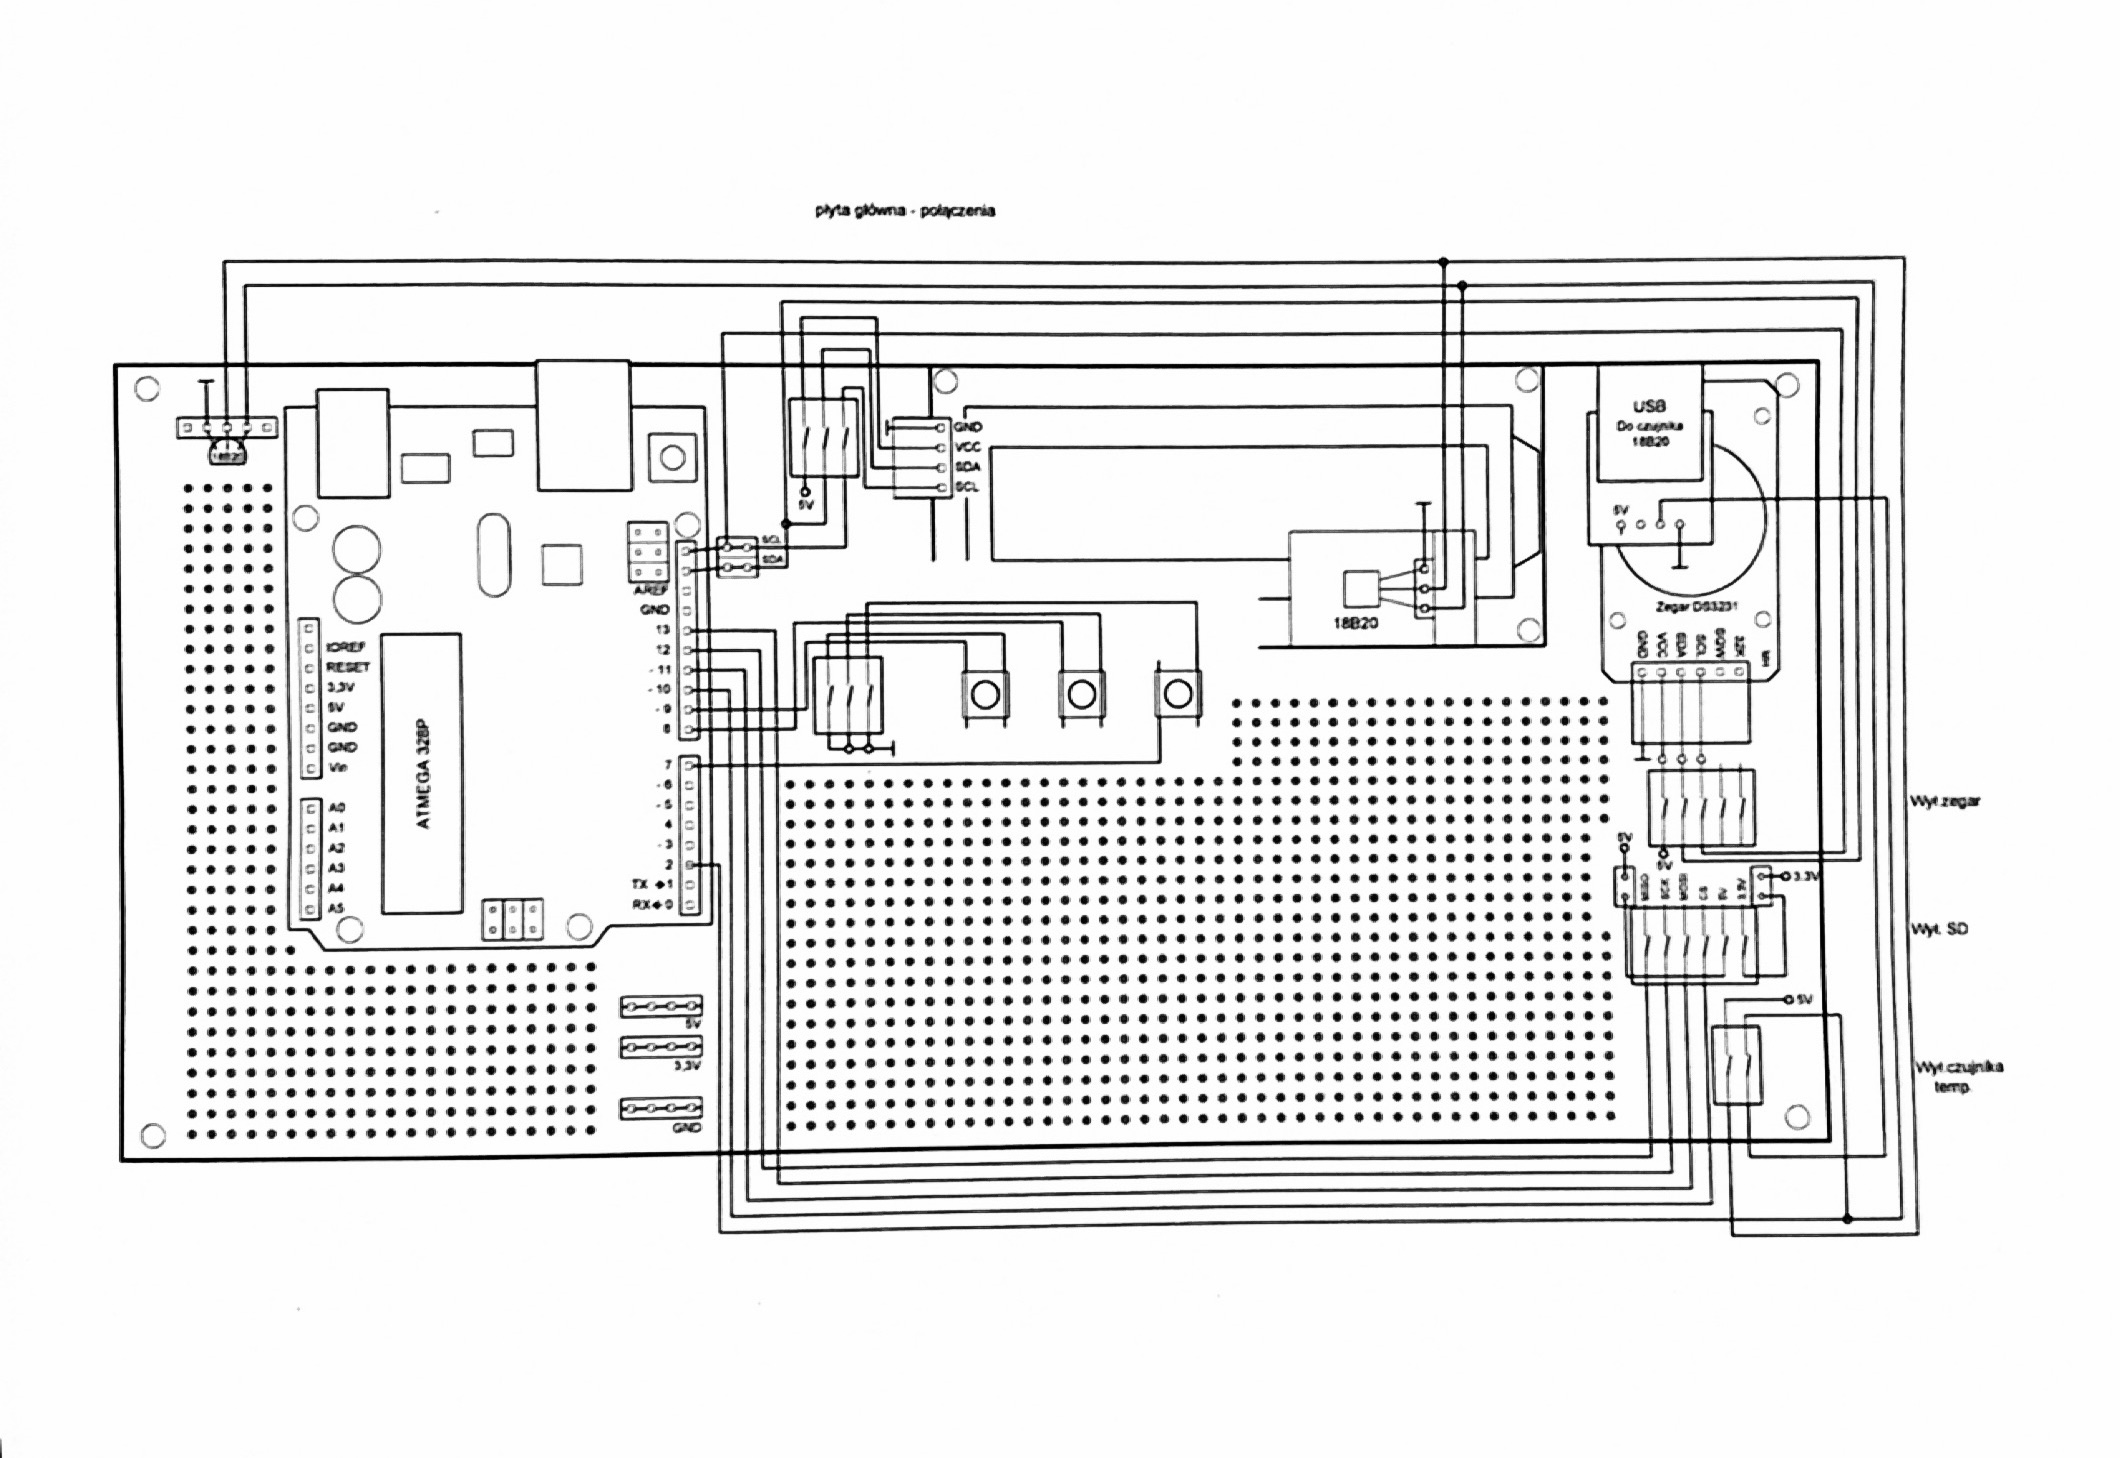 płyta główna - połączenia
18B20
IOREF
RESET
3,3V
5V
GND
GND
Vin
A0
A1
A2
A3
A4
A5
ATMEGA 328P
AREF
GND
13
12
- 11
- 10
- 9
8
7
- 6
- 5
4
- 3
2
TX → 1
RX ← 0
5V
3,3V
GND
SCL
SDA
5V
GND
VCC
SDA
SCL
18B20
USB
Do czujnika
18B20
5V
Zegar DS3231
GND
VCC
SDA
SCL
SQW
32K
5V
Wył.zegar
5V
MISO
SCK
MOSI
CS
5V
3.3V
3.3V
Wył. SD
5V
Wył.czujnika
temp.